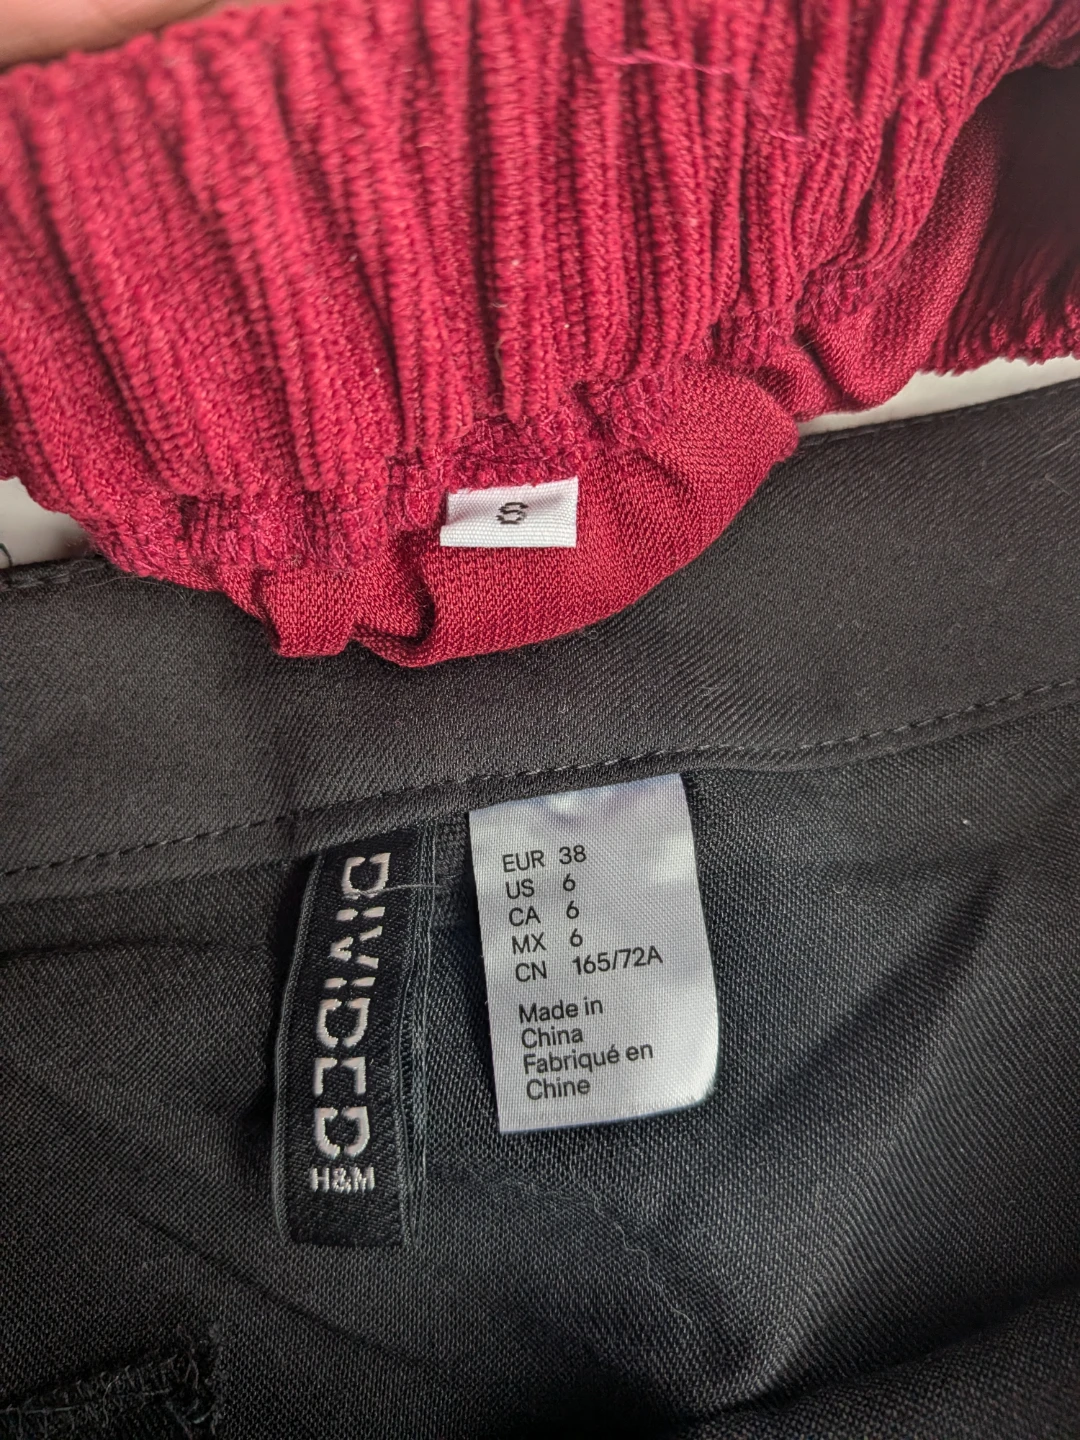 S
DIVIDED
H&M
EUR 38
US 6
CA 6
MX 6
CN 165/72A
Made in
China
Fabriqué en
Chine